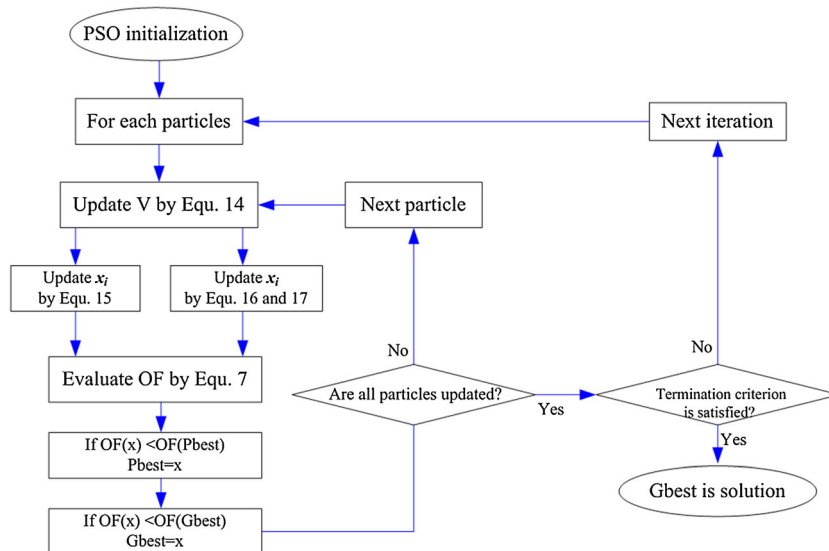 PSO initialization
For each particles
Next iteration
Update V by Equ. 14
Next particle
Update xi
by Equ. 15
Update xi
by Equ. 16 and 17
No
No
Evaluate OF by Equ. 7
Are all particles updated?
Yes
Termination criterion
is satisfied?
Yes
If OF(x) <OF(Pbest)
Pbest=x
Gbest is solution
If OF(x) <OF(Gbest)
Gbest=x